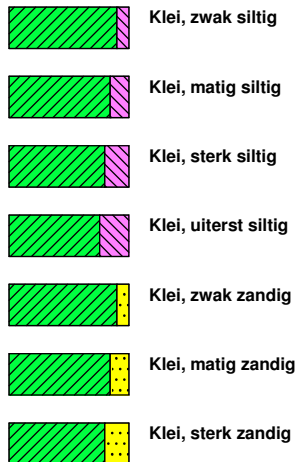 Klei, zwak siltig
Klei, matig siltig
Klei, sterk siltig
Klei, uiterst siltig
Klei, zwak zandig
Klei, matig zandig
Klei, sterk zandig